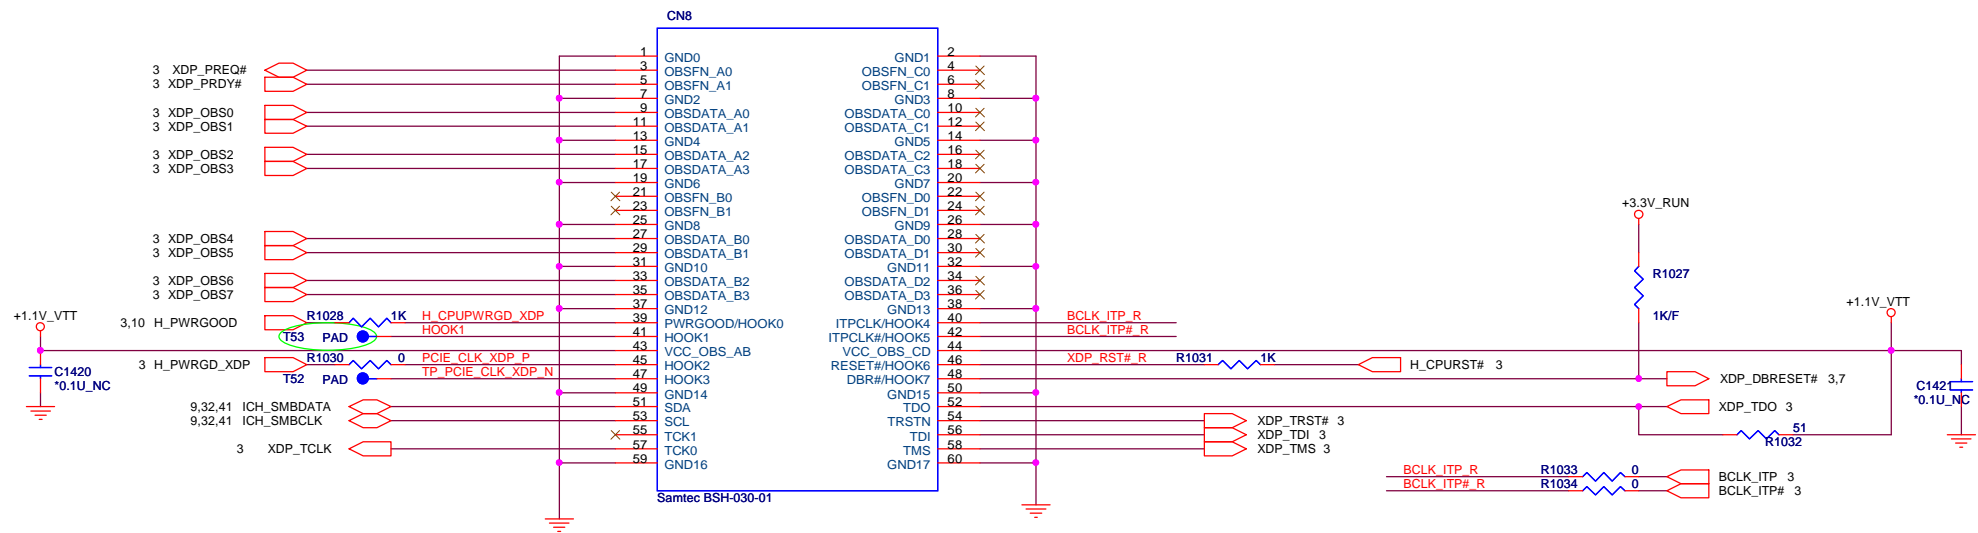 CN8
1 GND0 GND1 2
3 XDP_PREQ# 3 OBSFN_A0 OBSFN_C0 4
3 XDP_PRDY# 5 OBSFN_A1 OBSFN_C1 6
7 GND2 GND3 8
3 XDP_OBS0 9 OBSDATA_A0 OBSDATA_C0 10
3 XDP_OBS1 11 OBSDATA_A1 OBSDATA_C1 12
13 GND4 GND5 14
3 XDP_OBS2 15 OBSDATA_A2 OBSDATA_C2 16
3 XDP_OBS3 17 OBSDATA_A3 OBSDATA_C3 18
19 GND6 GND7 20
21 OBSFN_B0 OBSFN_D0 22
+3.3V_RUN
23 OBSFN_B1 OBSFN_D1 24
25 GND8 GND9 26
3 XDP_OBS4 27 OBSDATA_B0 OBSDATA_D0 28
3 XDP_OBS5 29 OBSDATA_B1 OBSDATA_D1 30
31 GND10 GND11 32
R1027
3 XDP_OBS6 33 OBSDATA_B2 OBSDATA_D2 34
3 XDP_OBS7 35 OBSDATA_B3 OBSDATA_D3 36
+1.1V_VTT
37 GND12 GND13 38
+1.1V_VTT
1K/F
3,10 H_PWRGOOD R1028 1K H_CPUPWRGD_XDP 39 PWRGOOD/HOOK0 ITPCLK/HOOK4 40 BCLK_ITP_R
T53 PAD HOOK1 41 HOOK1 ITPCLK#/HOOK5 42 BCLK_ITP#_R
43 VCC_OBS_AB VCC_OBS_CD 44
3 H_PWRGD_XDP R1030 0 PCIE_CLK_XDP_P 45 HOOK2 RESET#/HOOK6 46 XDP_RST#_R R1031 1K H_CPURST# 3
C1420
*0.1U_NC
T52 PAD TP_PCIE_CLK_XDP_N 47 HOOK3 DBR#/HOOK7 48 XDP_DBRESET# 3,7
C1421
*0.1U_NC
49 GND14 GND15 50
9,32,41 ICH_SMBDATA 51 SDA TDO 52 XDP_TDO 3
9,32,41 ICH_SMBCLK 53 SCL TRSTN 54 XDP_TRST# 3
55 TCK1 TDI 56 XDP_TDI 3 51
R1032
3 XDP_TCLK 57 TCK0 TMS 58 XDP_TMS 3
59 GND16 GND17 60
BCLK_ITP_R R1033 0 BCLK_ITP 3
BCLK_ITP#_R R1034 0 BCLK_ITP# 3
Samtec BSH-030-01